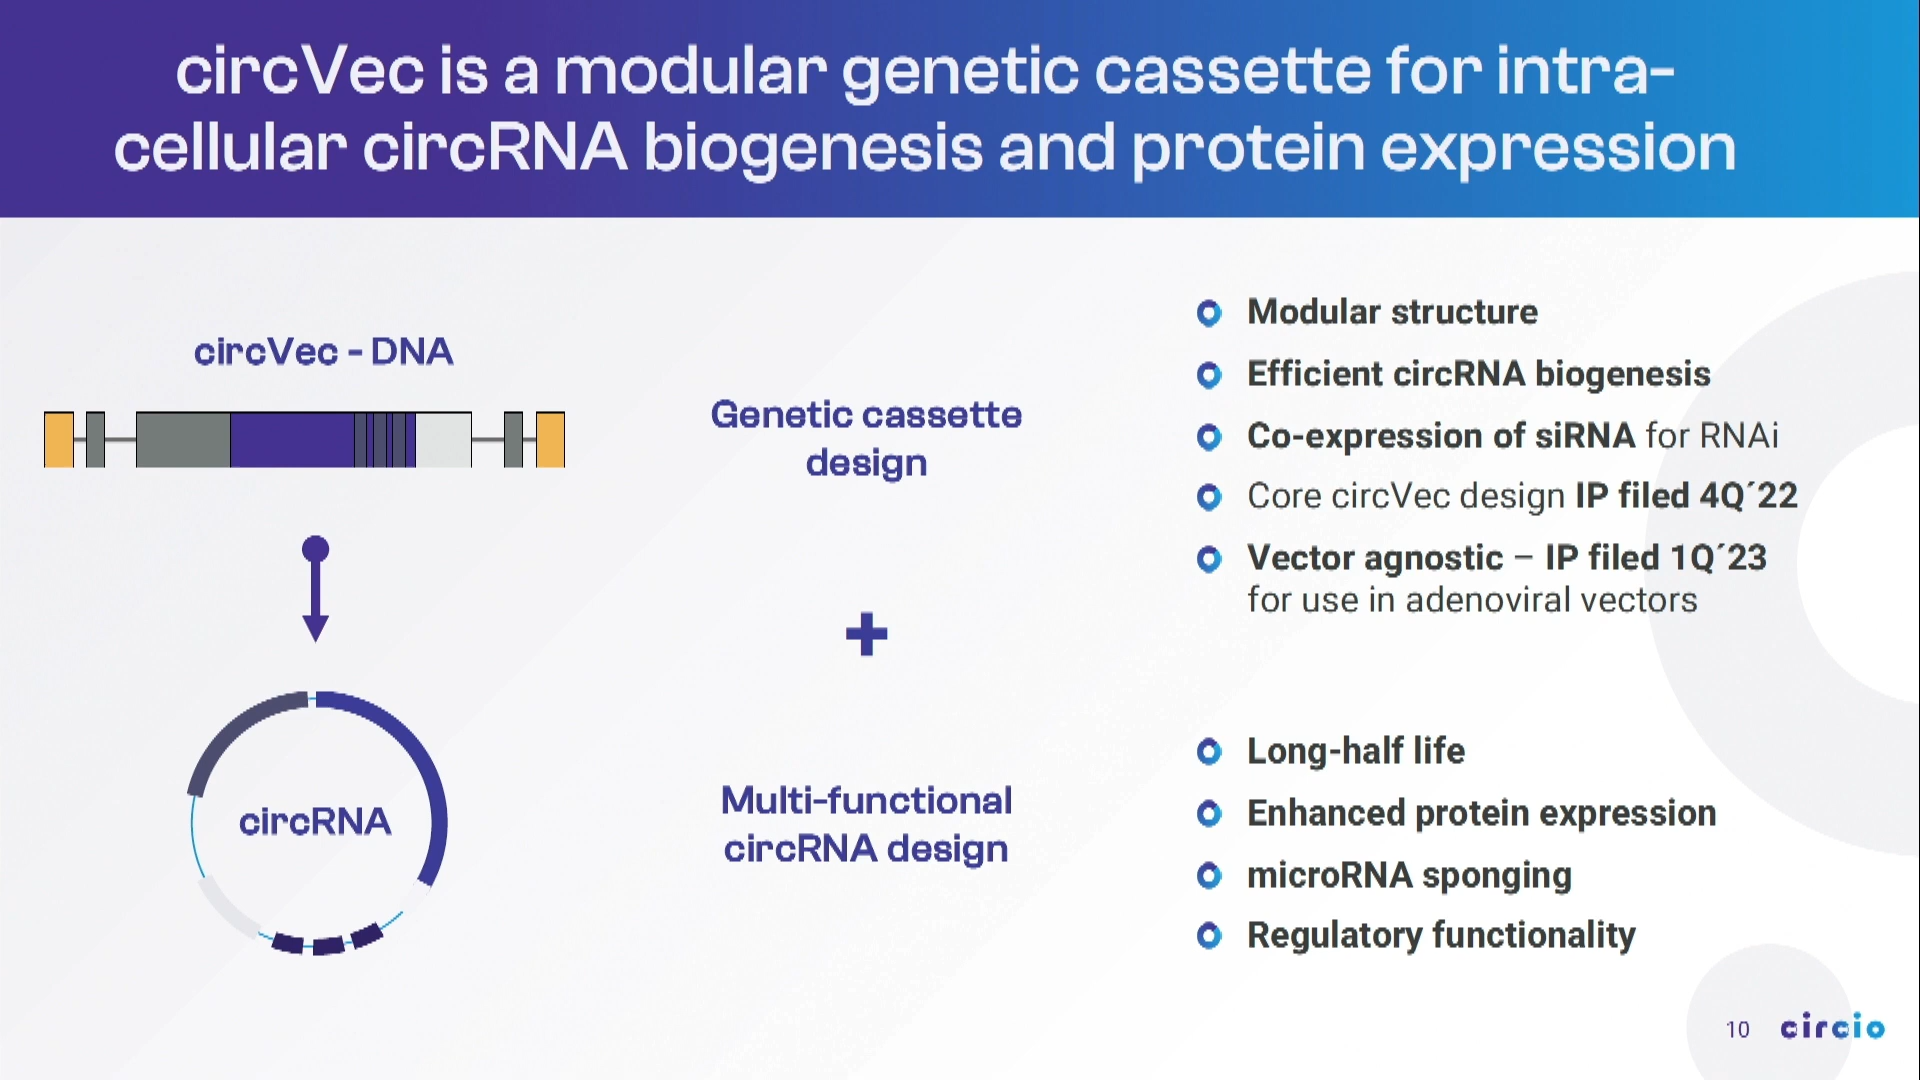 circVec is a modular genetic cassette for intra-
cellular circRNA biogenesis and protein expression
circVec - DNA
circRNA
Genetic cassette
design
+
Multi-functional
circRNA design
Modular structure
Efficient circRNA biogenesis
Co-expression of siRNA for RNAi
Core circVec design IP filed 4Q´22
Vector agnostic – IP filed 1Q´23
for use in adenoviral vectors
Long-half life
Enhanced protein expression
microRNA sponging
Regulatory functionality
10 circio